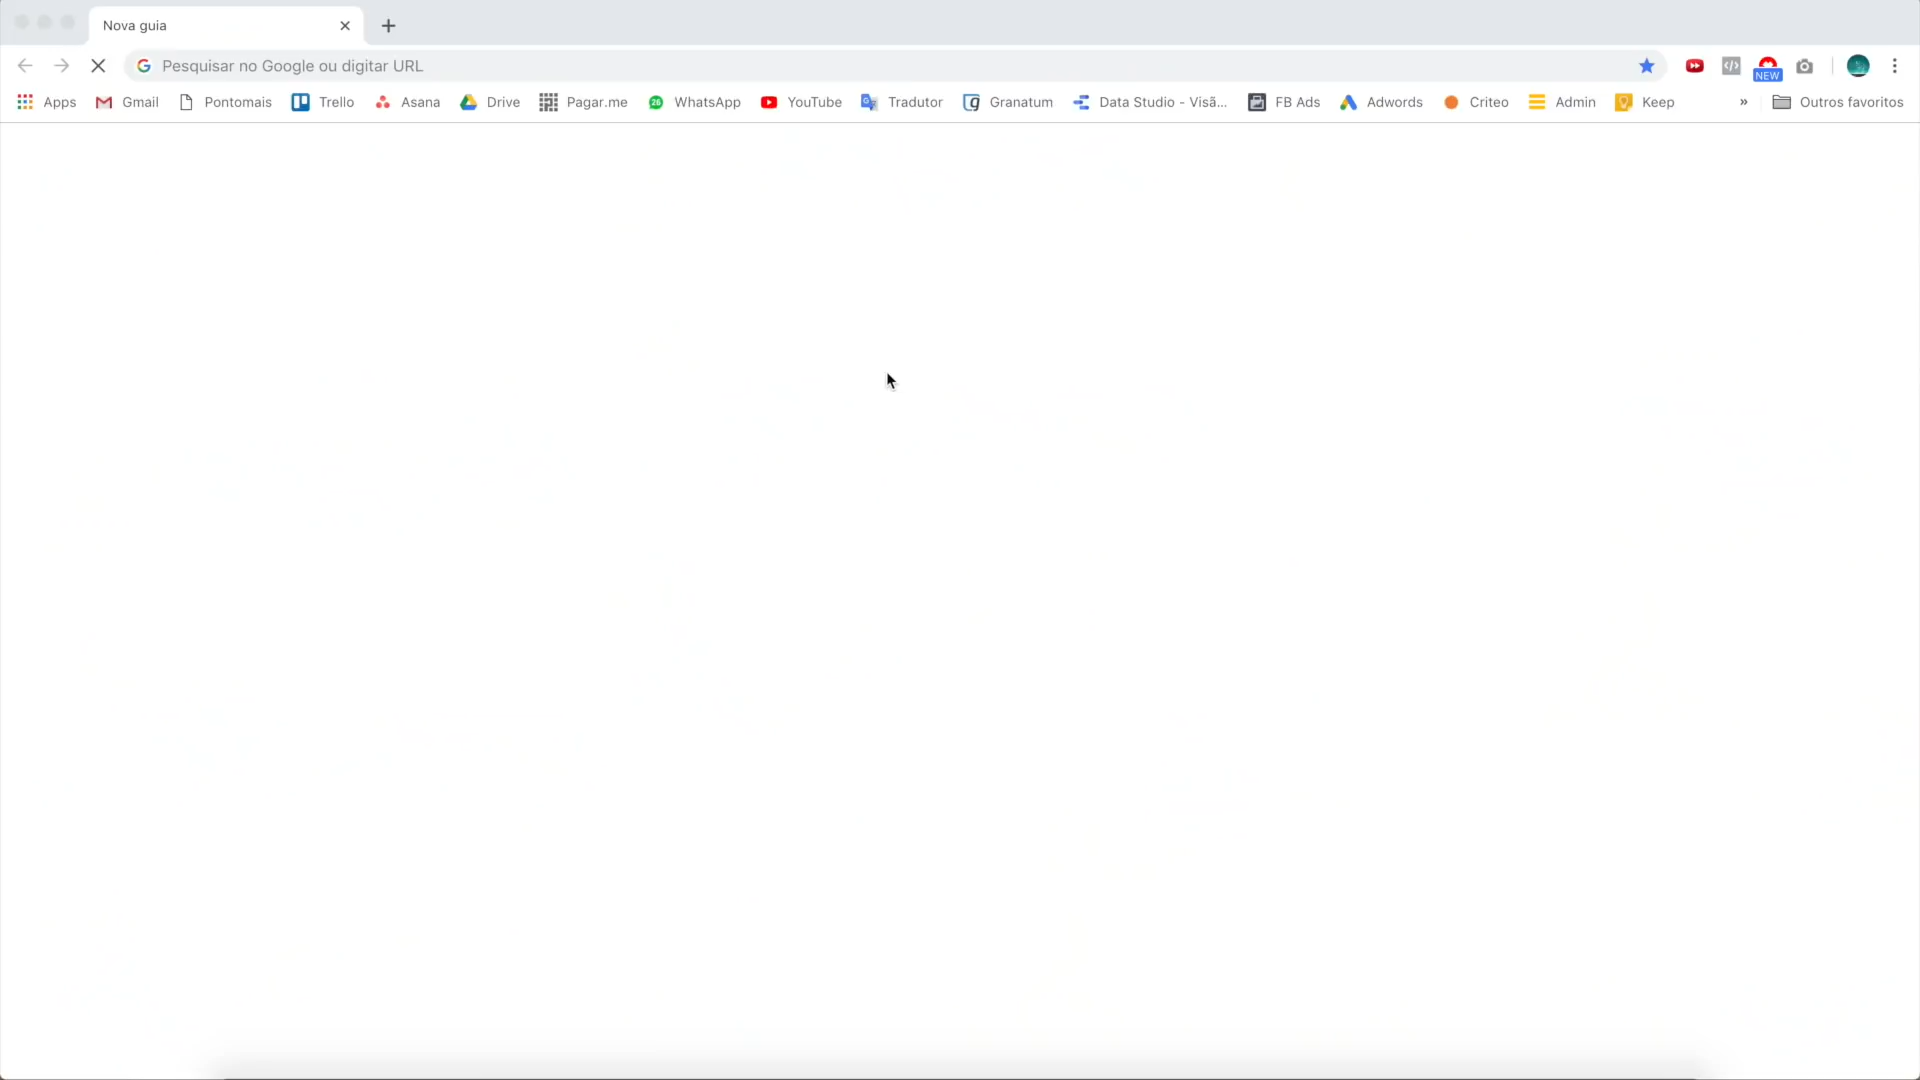 Nova guia
Pesquisar no Google ou digitar URL
NEW
Apps Gmail Pontomais Trello Asana Drive Pagar.me 26 WhatsApp YouTube Tradutor Granatum Data Studio - Visã... FB Ads Adwords Criteo Admin Keep » Outros favoritos